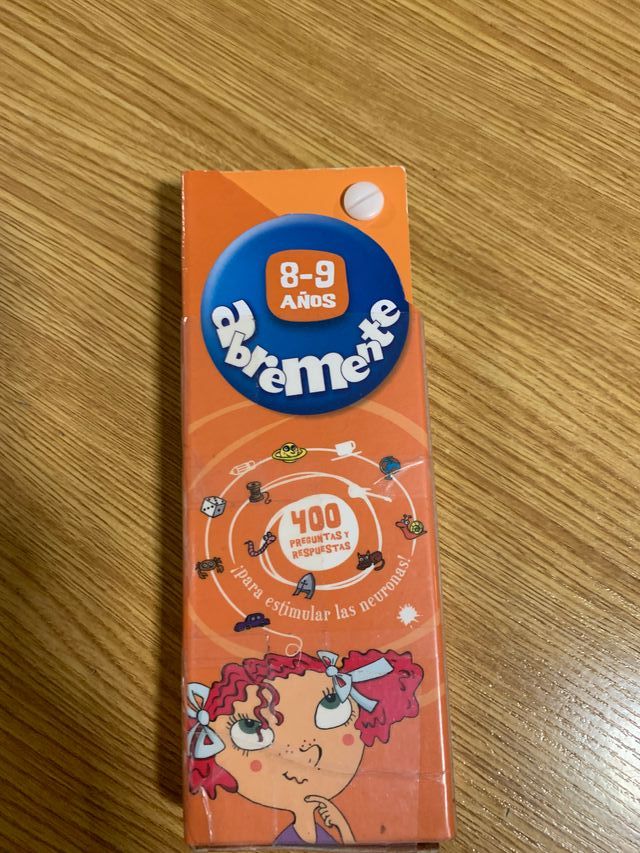 8-9
AÑOS
abremente
400
PREGUNTAS Y
RESPUESTAS
¡para estimular las neuronas!